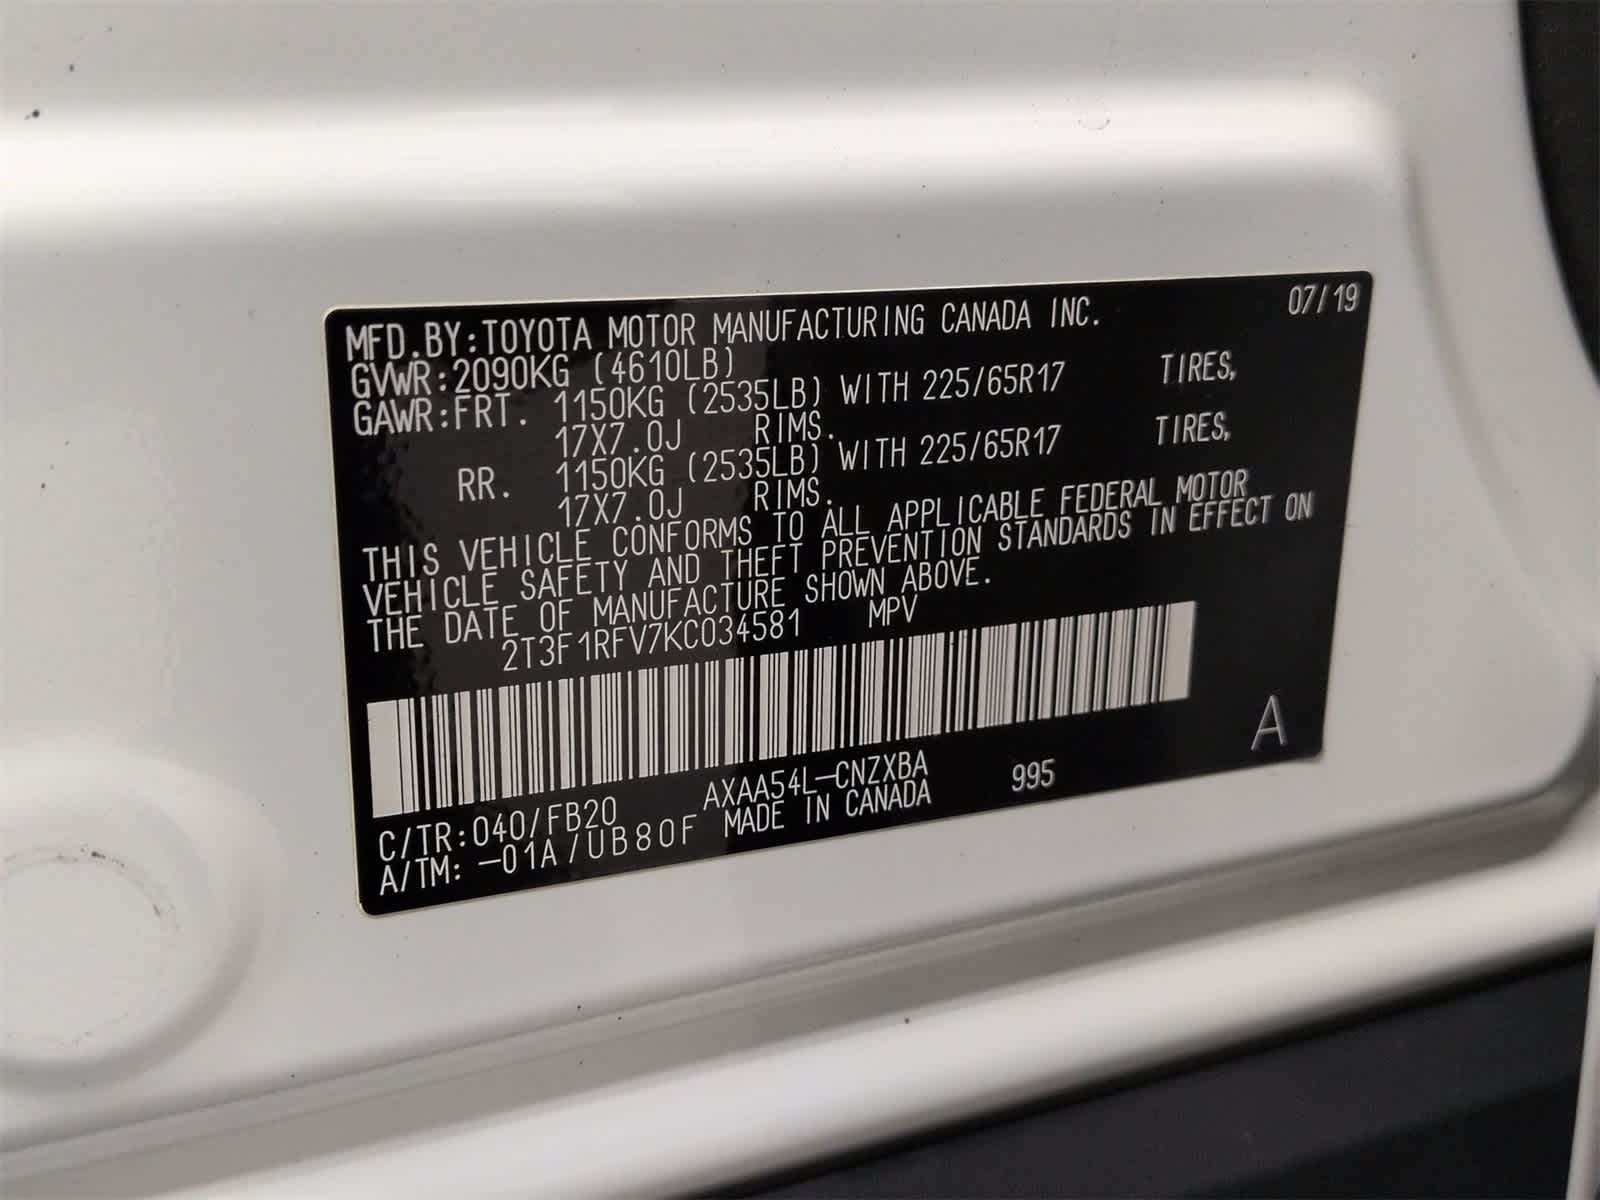 MFD.BY:TOYOTA MOTOR MANUFACTURING CANADA INC. 07/19
GVWR:2090KG (4610LB)
GAWR:FRT. 1150KG (2535LB) WITH 225/65R17 TIRES,
17X7.0J RIMS.
RR. 1150KG (2535LB) WITH 225/65R17 TIRES,
17X7.0J RIMS.
THIS VEHICLE CONFORMS TO ALL APPLICABLE FEDERAL MOTOR
VEHICLE SAFETY AND THEFT PREVENTION STANDARDS IN EFFECT ON
THE DATE OF MANUFACTURE SHOWN ABOVE.
2T3F1RFV7KC034581 MPV
A
C/TR:040/FB20 AXAA54L-CNZXBA 995
A/TM: -01A/UB80F MADE IN CANADA